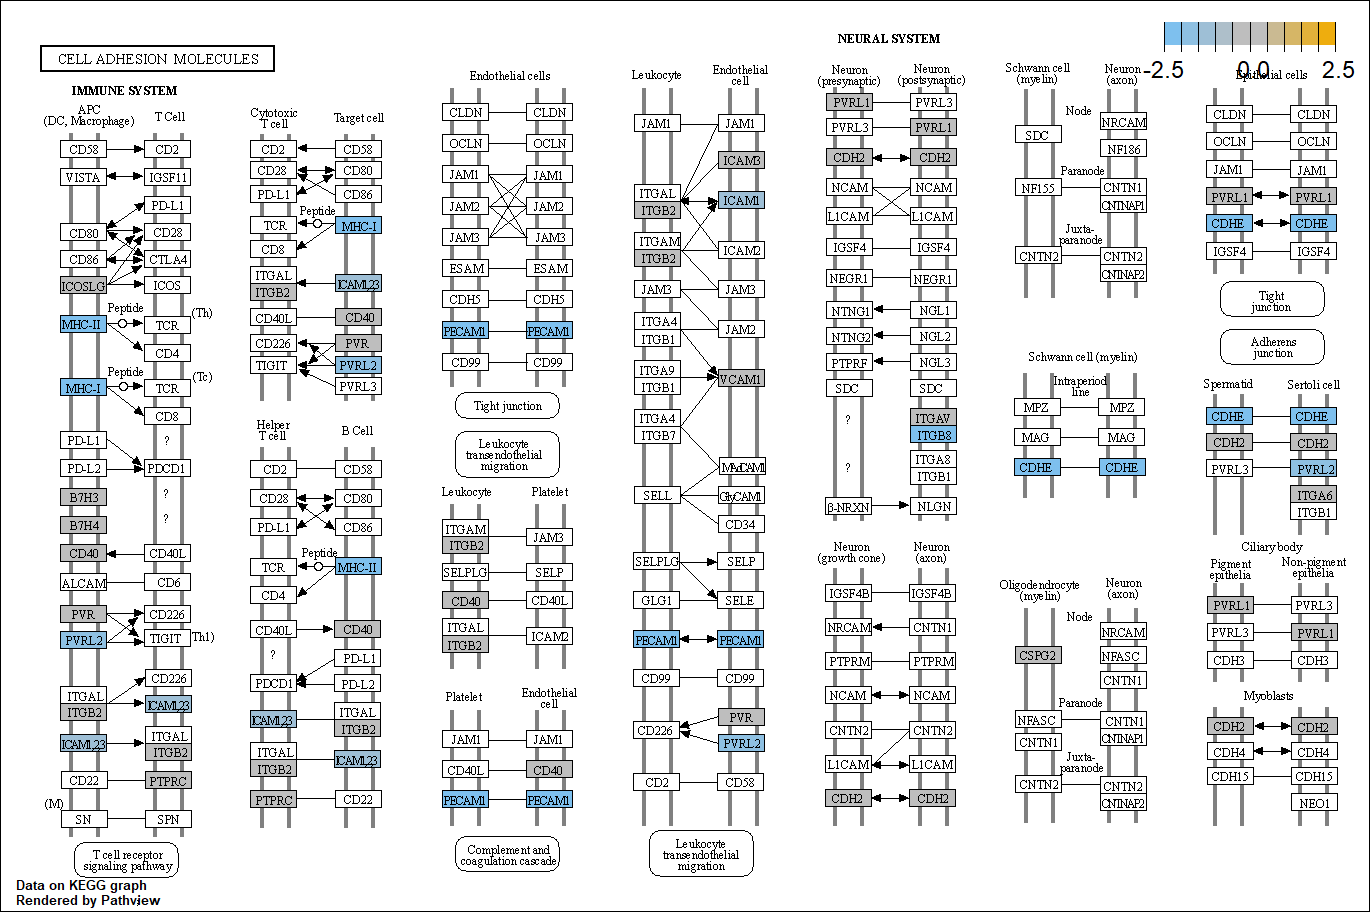 CELL ADHESION MOLECULES
-2.5
0.0
2.5
IMMUNE SYSTEM
APC
(DC, Macrophage)
T Cell
CD58
CD2
VISTA
IGSF11
PD-L1
CD80
CD28
CD86
CTLA4
ICOSLG
ICOS
Peptide
(Th)
MHC-II
TCR
CD4
Peptide
(Tc)
MHC-I
TCR
CD8
PD-L1
?
PD-L2
PDCD1
B7H3
?
B7H4
?
CD40
CD40L
ALCAM
CD6
PVR
CD226
PVRL2
TIGIT
Th1)
CD226
ITGAL
ITGB2
ICAM1,23
ICAM1,23
ITGAL
ITGB2
CD22
PTPRC
(M)
SN
SPN
T cell receptor
signaling pathway
Cytotoxic
T cell
Target cell
CD2
CD58
CD28
CD80
PD-L1
CD86
Peptide
TCR
MHC-I
CD8
ITGAL
ITGB2
ICAM1,23
CD40L
CD40
CD226
PVR
TIGIT
PVRL2
PVRL3
Helper
T cell
B Cell
CD2
CD58
CD28
CD80
PD-L1
CD86
Peptide
TCR
MHC-II
CD4
CD40L
CD40
?
PD-L1
PDCD1
PD-L2
ICAM1,23
ITGAL
ITGB2
ITGAL
ITGB2
ICAM1,23
PTPRC
CD22
Endothelial cells
CLDN
CLDN
OCLN
OCLN
JAM1
JAM1
JAM2
JAM2
JAM3
JAM3
ESAM
ESAM
CDH5
CDH5
PECAM1
PECAM1
CD99
CD99
Tight junction
Leukocyte
transendothelial
migration
Leukocyte
Platelet
ITGAM
ITGB2
JAM3
SELPLG
SELP
CD40
CD40L
ITGAL
ITGB2
ICAM2
Platelet
Endothelial
cell
JAM1
JAM1
CD40L
CD40
PECAM1
PECAM1
Complement and
coagulation cascade
Leukocyte
Endothelial
cell
JAM1
JAM1
ICAM3
ITGAL
ITGB2
ICAM1
ITGAM
ITGB2
ICAM2
JAM3
JAM3
ITGA4
ITGB1
JAM2
ITGA9
ITGB1
VCAM1
ITGA4
ITGB7
MAdCAM1
SELL
GlyCAM1
CD34
SELPLG
SELP
GLG1
SELE
PECAM1
PECAM1
CD99
CD99
PVR
CD226
PVRL2
CD2
CD58
Leukocyte
transendothelial
migration
NEURAL SYSTEM
Neuron
(presynaptic)
Neuron
(postsynaptic)
PVRL1
PVRL3
PVRL3
PVRL1
CDH2
CDH2
NCAM
NCAM
L1CAM
L1CAM
IGSF4
IGSF4
NEGR1
NEGR1
NTNG1
NGL1
NTNG2
NGL2
PTPRF
NGL3
SDC
SDC
?
ITGAV
ITGB8
?
ITGA8
ITGB1
β-NRXN
NLGN
Neuron
(growth cone)
Neuron
(axon)
IGSF4B
IGSF4B
NRCAM
CNTN1
PTPRM
PTPRM
NCAM
NCAM
CNTN2
CNTN2
L1CAM
L1CAM
CDH2
CDH2
Schwann cell
(myelin)
Neuron
(axon)
Node
NRCAM
SDC
NF186
Paranode
NF155
CNTN1
CNTNAP1
Juxta-
paranode
CNTN2
CNTN2
CNTNAP2
Schwann cell (myelin)
Intraperiod
line
MPZ
MPZ
MAG
MAG
CDHE
CDHE
Oligodendrocyte
(myelin)
Neuron
(axon)
Node
NRCAM
CSPG2
NFASC
CNTN1
Paranode
NFASC
CNTN1
CNTNAP1
CNTN1
Juxta-
paranode
CNTN2
CNTN2
CNTNAP2
Epithelial cells
CLDN
CLDN
OCLN
OCLN
JAM1
JAM1
PVRL1
PVRL1
CDHE
CDHE
IGSF4
IGSF4
Tight
junction
Adherens
junction
Spermatid
Sertoli cell
CDHE
CDHE
CDH2
CDH2
PVRL3
PVRL2
ITGA6
ITGB1
Ciliary body
Pigment
epithelia
Non-pigment
epithelia
PVRL1
PVRL3
PVRL3
PVRL1
CDH3
CDH3
Myoblasts
CDH2
CDH2
CDH4
CDH4
CDH15
CDH15
NEO1
Data on KEGG graph
Rendered by Pathview